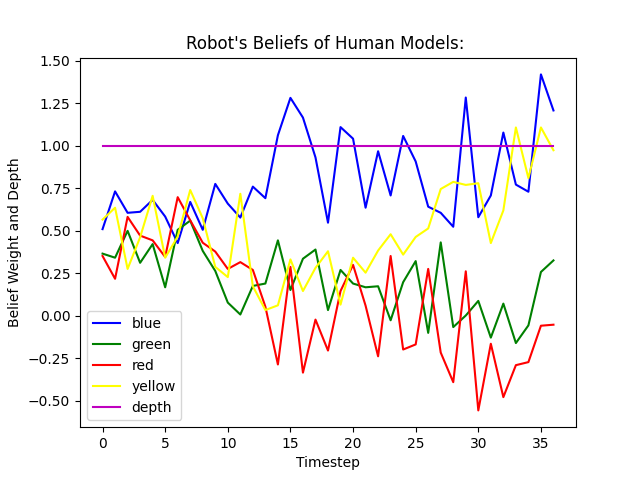 Robot's Beliefs of Human Models:
Belief Weight and Depth
1.50
1.25
1.00
0.75
0.50
0.25
0.00
−0.25
−0.50
blue
green
red
yellow
depth
0 5 10 15 20 25 30 35
Timestep